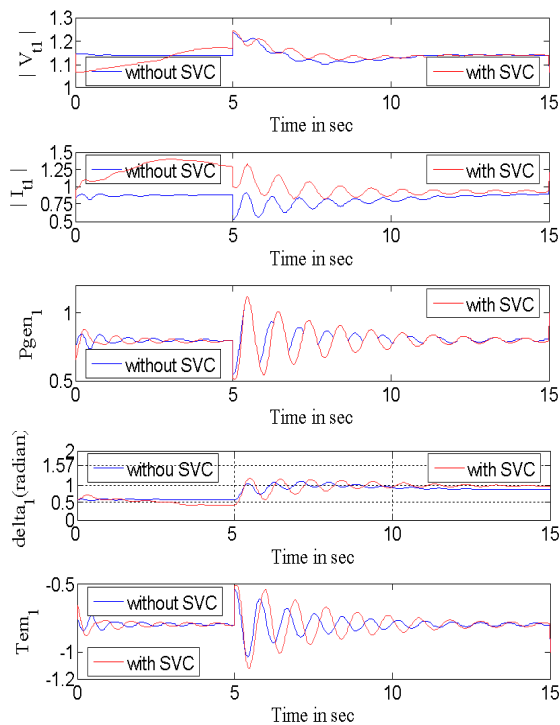 1.3
1.2
1.1
1
| V_t1 |
without SVC
with SVC
0 5 10 15
Time in sec
1.5
1.25
1
0.75
0.5
| I_t1 |
without SVC
with SVC
0 5 10 15
Time in sec
1
0.5
Pgen_1
with SVC
without SVC
0 5 10 15
Time in sec
2
1.57
1
0.5
0
delta_1(radian)
withou SVC
with SVC
0 5 10 15
Time in sec
-0.5
-1
-1.2
Tem_1
without SVC
with SVC
0 5 10 15
Time in sec